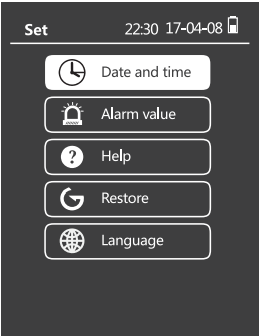 Set 22:30 17-04-08
Date and time
Alarm value
? Help
Restore
Language